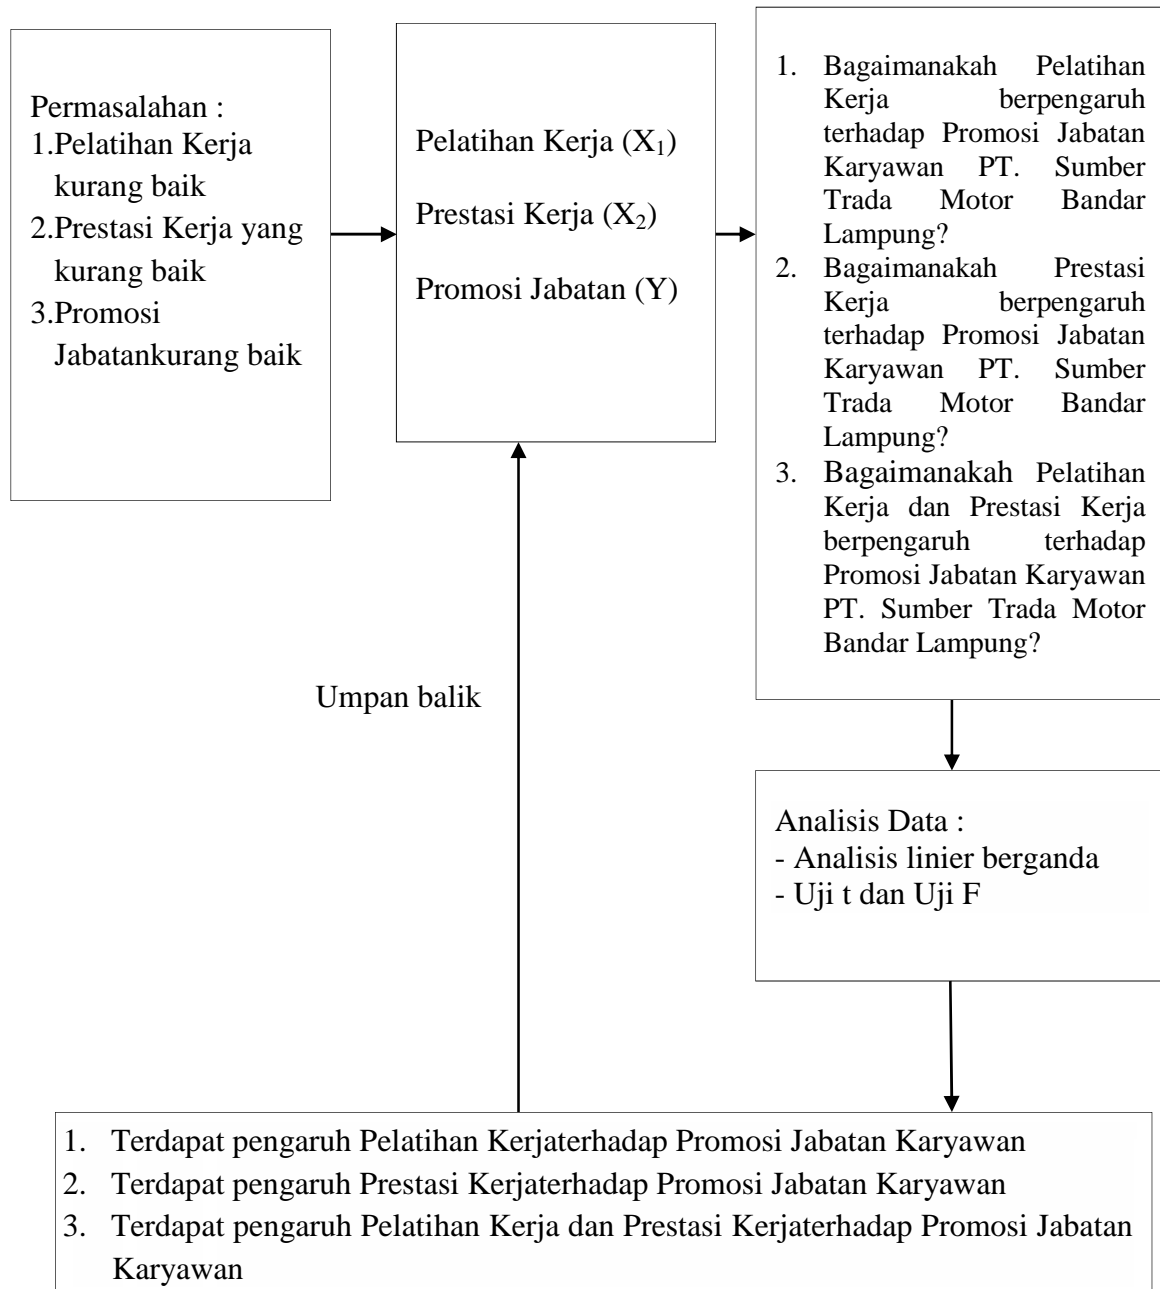 Permasalahan :
1.Pelatihan Kerja
kurang baik
2.Prestasi Kerja yang
kurang baik
3.Promosi
Jabatankurang baik
Pelatihan Kerja (X₁)
Prestasi Kerja (X₂)
Promosi Jabatan (Y)
1. Bagaimanakah Pelatihan
Kerja berpengaruh
terhadap Promosi Jabatan
Karyawan PT. Sumber
Trada Motor Bandar
Lampung?
2. Bagaimanakah Prestasi
Kerja berpengaruh
terhadap Promosi Jabatan
Karyawan PT. Sumber
Trada Motor Bandar
Lampung?
3. Bagaimanakah Pelatihan
Kerja dan Prestasi Kerja
berpengaruh terhadap
Promosi Jabatan Karyawan
PT. Sumber Trada Motor
Bandar Lampung?
Umpan balik
Analisis Data :
- Analisis linier berganda
- Uji t dan Uji F
1. Terdapat pengaruh Pelatihan Kerjaterhadap Promosi Jabatan Karyawan
2. Terdapat pengaruh Prestasi Kerjaterhadap Promosi Jabatan Karyawan
3. Terdapat pengaruh Pelatihan Kerja dan Prestasi Kerjaterhadap Promosi Jabatan
Karyawan